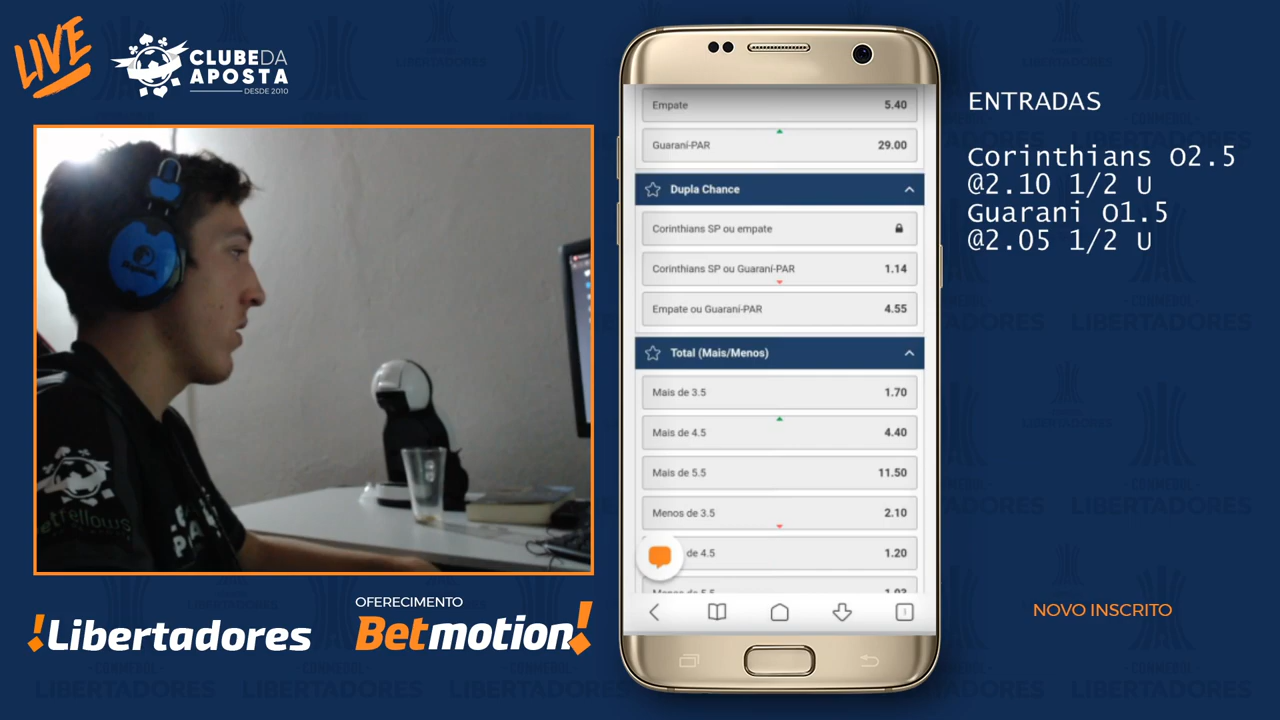 LIVE
CLUBEDA
APOSTA
DESDE 2010
Empate 5.40
Guaraní-PAR 29.00
Dupla Chance
Corinthians SP ou empate
Corinthians SP ou Guaraní-PAR 1.14
Empate ou Guaraní-PAR 4.55
Total (Mais/Menos)
Mais de 3.5 1.70
Mais de 4.5 4.40
Mais de 5.5 11.50
Menos de 3.5 2.10
de 4.5 1.20
ENTRADAS
Corinthians O2.5
@2.10 1/2 U
Guarani O1.5
@2.05 1/2 U
etfellows
OFERECIMENTO
!Libertadores
Betmotion!
NOVO INSCRITO
CONMEBOL
LIBERTADORES